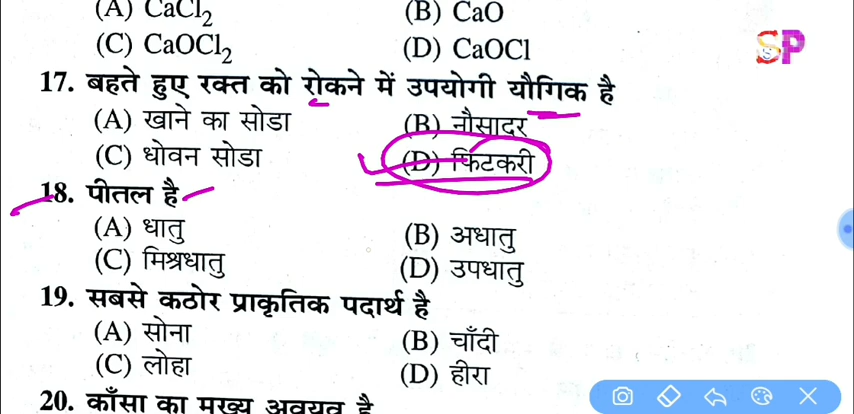 (A) CaCl₂ (B) CaO
(C) CaOCl₂ (D) CaOCl
SP
17. बहते हुए रक्त को रोकने में उपयोगी यौगिक है
(A) खाने का सोडा (B) नौसादर
(C) धोवन सोडा (D) फिटकरी
18. पीतल है
(A) धातु (B) अधातु
(C) मिश्रधातु (D) उपधातु
19. सबसे कठोर प्राकृतिक पदार्थ है
(A) सोना (B) चाँदी
(C) लोहा (D) हीरा
20. काँसा का मुख्य अवयव है